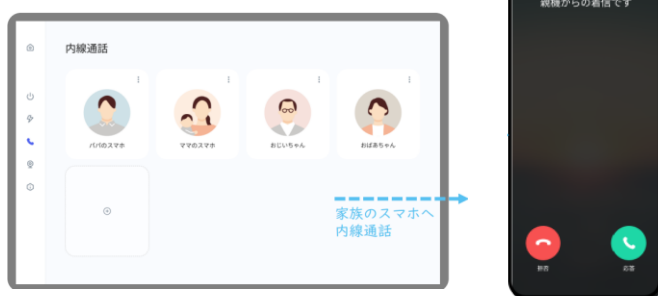 親機からの着信です
内線通話
パパのスマホ
ママのスマホ
おじいちゃん
おばあちゃん
家族のスマホへ
内線通話
拒否
応答